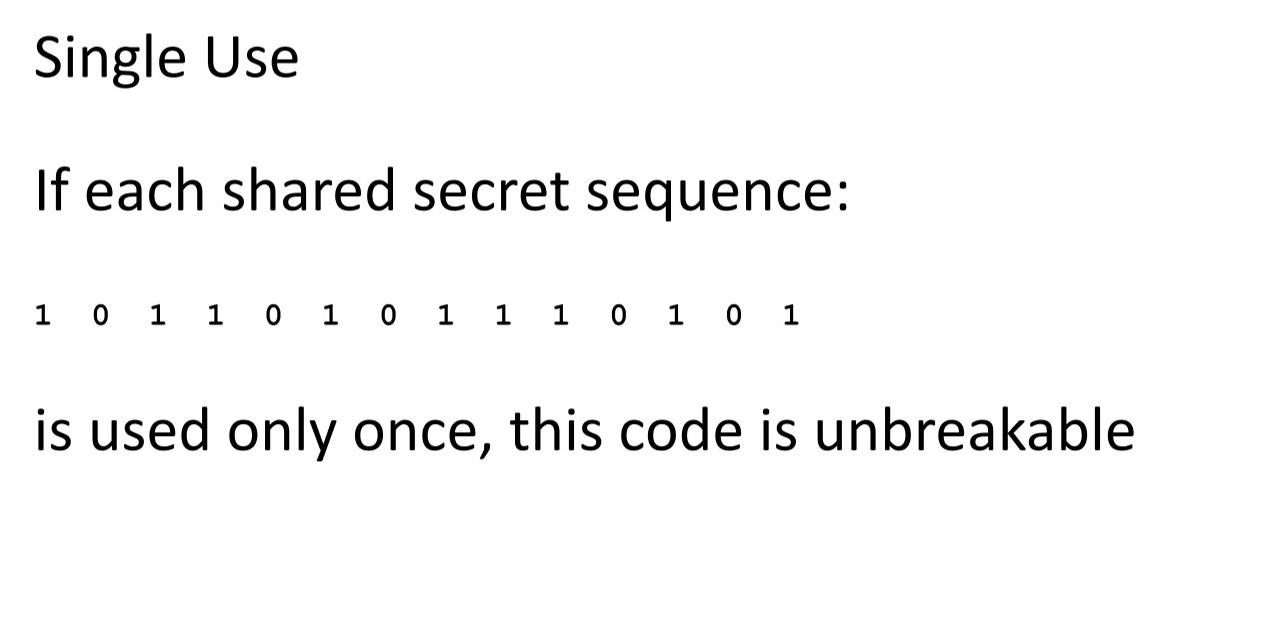 Single Use
If each shared secret sequence:
1 0 1 1 0 1 0 1 1 1 0 1 0 1
is used only once, this code is unbreakable